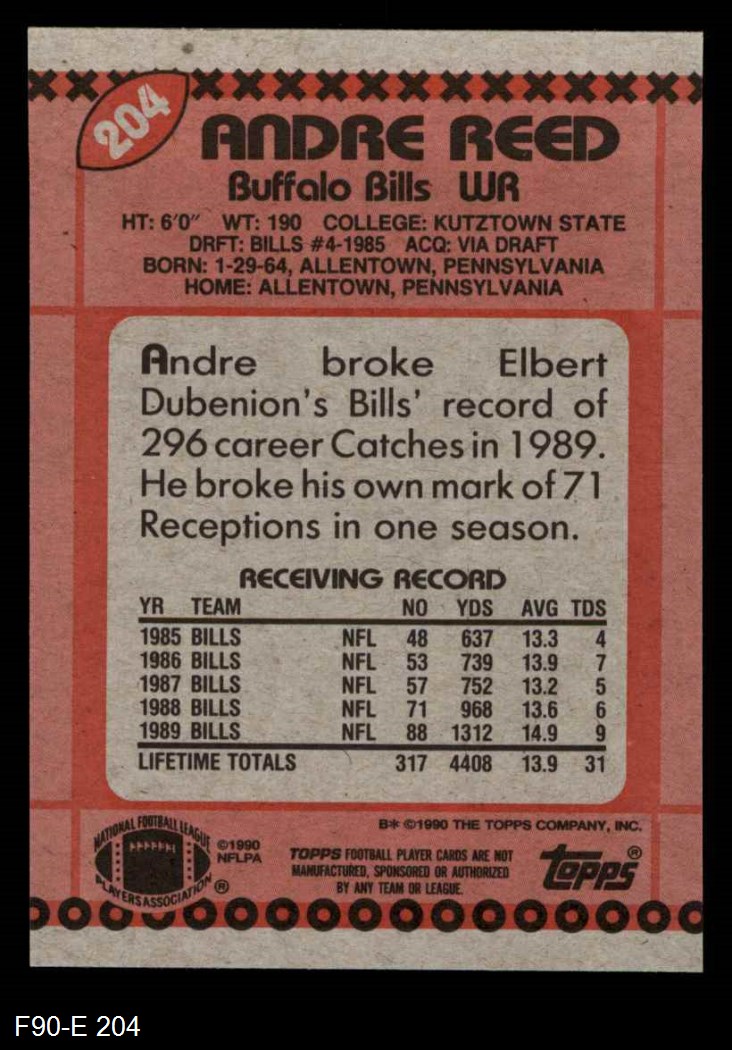 204
ANDRE REED
Buffalo Bills WR
HT: 6'0" WT: 190 COLLEGE: KUTZTOWN STATE
DRFT: BILLS #4-1985 ACQ: VIA DRAFT
BORN: 1-29-64, ALLENTOWN, PENNSYLVANIA
HOME: ALLENTOWN, PENNSYLVANIA
Andre broke Elbert
Dubenion's Bills' record of
296 career Catches in 1989.
He broke his own mark of 71
Receptions in one season.
RECEIVING RECORD
YR TEAM NO YDS AVG TDS
1985 BILLS NFL 48 637 13.3 4
1986 BILLS NFL 53 739 13.9 7
1987 BILLS NFL 57 752 13.2 5
1988 BILLS NFL 71 968 13.6 6
1989 BILLS NFL 88 1312 14.9 9
LIFETIME TOTALS 317 4408 13.9 31
B* ©1990 THE TOPPS COMPANY, INC.
NATIONAL FOOTBALL LEAGUE
PLAYERS ASSOCIATION ®
©1990
NFLPA
TOPPS FOOTBALL PLAYER CARDS ARE NOT
MANUFACTURED, SPONSORED OR AUTHORIZED
BY ANY TEAM OR LEAGUE.
topps®
F90-E 204